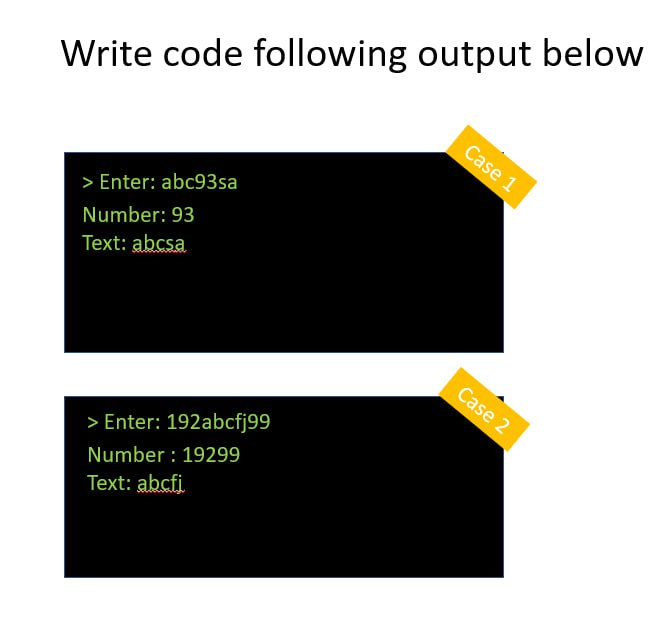 Write code following output below
Case 1
> Enter: abc93sa
Number: 93
Text: abcsa
Case 2
> Enter: 192abcfj99
Number : 19299
Text: abcfj